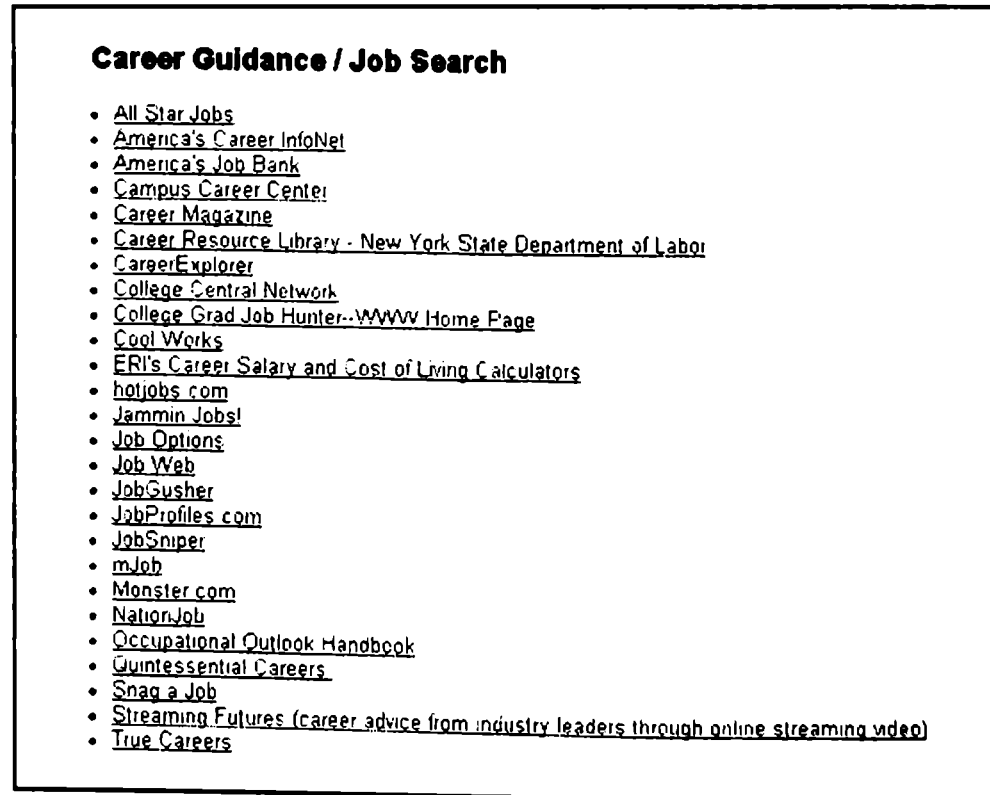 Career Guidance / Job Search
• All Star Jobs
• America's Career InfoNet
• America's Job Bank
• Campus Career Center
• Career Magazine
• Career Resource Library - New York State Department of Labor
• CareerExplorer
• College Central Network
• College Grad Job Hunter--WWW Home Page
• Cool Works
• ERI's Career Salary and Cost of Living Calculators
• hotjobs com
• Jammin Jobs!
• Job Options
• Job Web
• JobGusher
• JobProfiles com
• JobSniper
• mJob
• Monster com
• NationJob
• Occupational Outlook Handbook
• Quintessential Careers
• Snag a Job
• Streaming Futures (career advice from industry leaders through online streaming video)
• True Careers